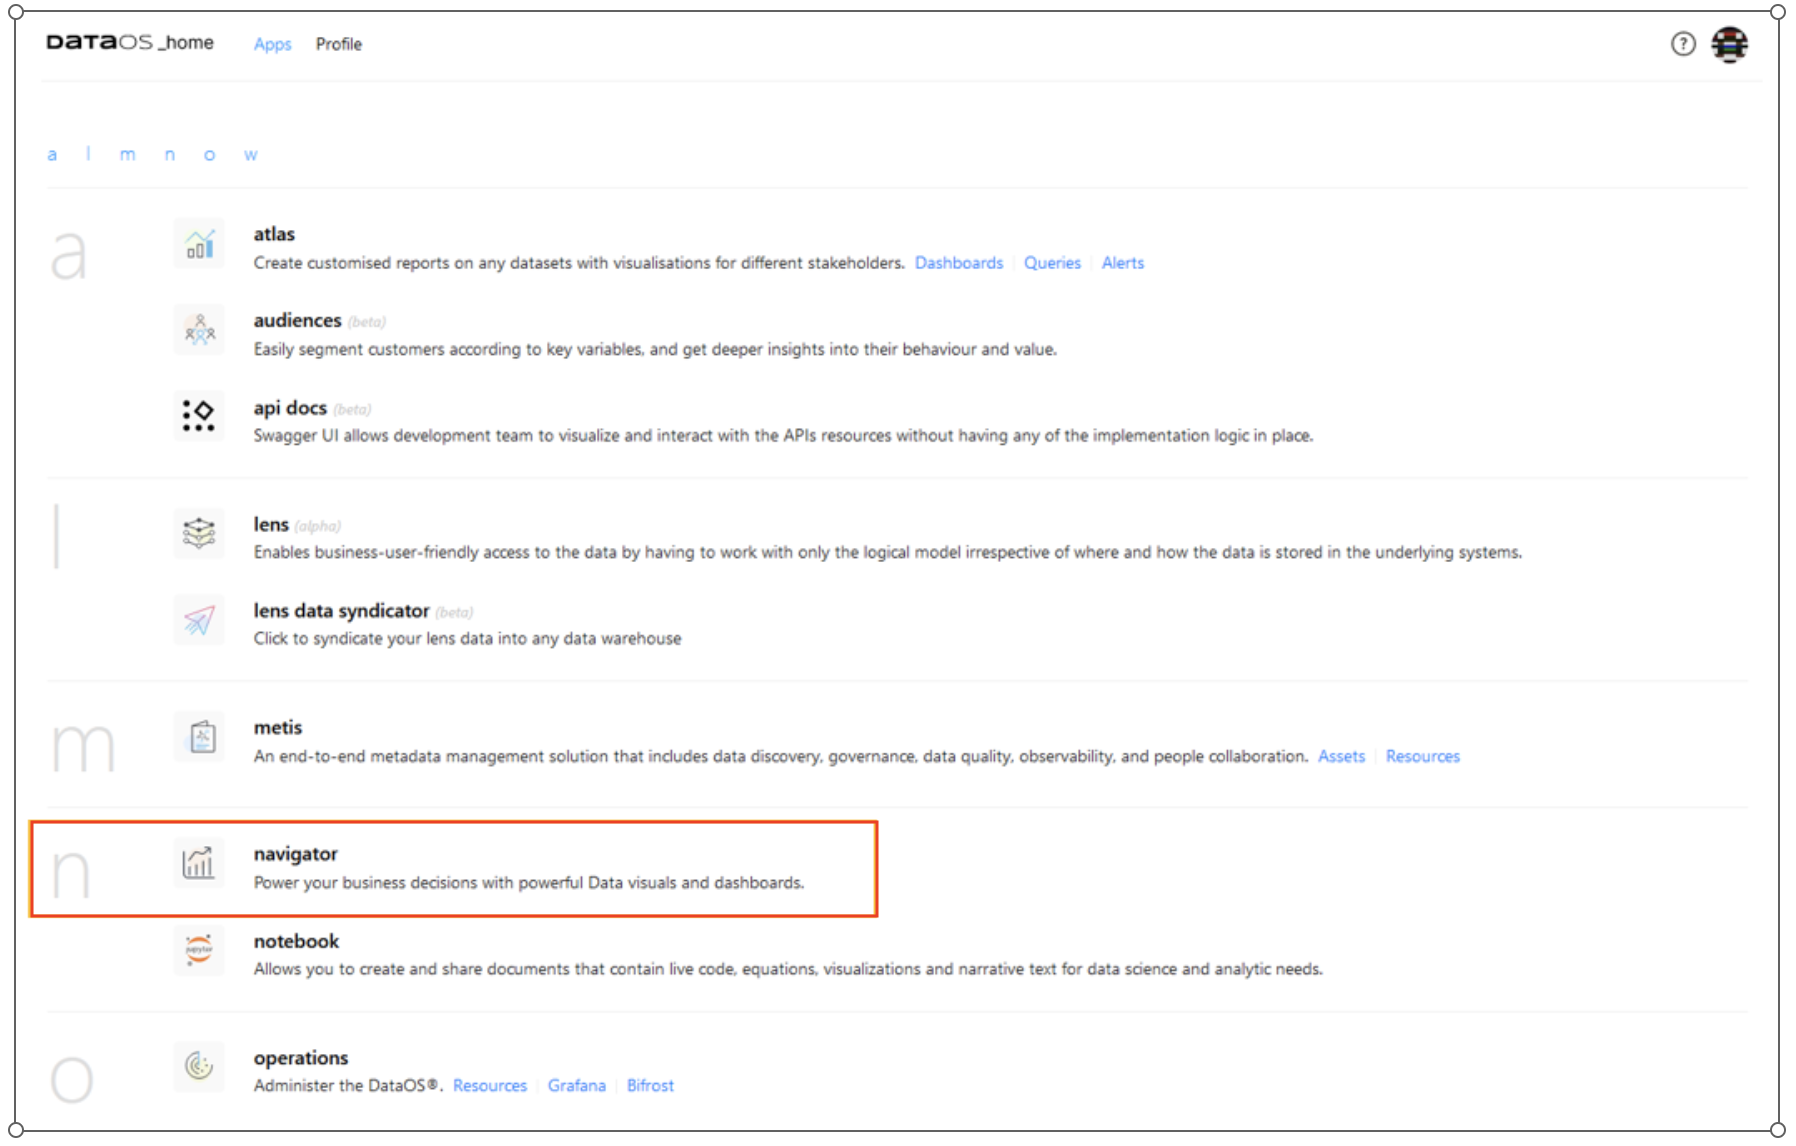 DATAOS _home Apps Profile ?
a l m n o w
a
atlas
Create customised reports on any datasets with visualisations for different stakeholders. Dashboards Queries Alerts
audiences (beta)
Easily segment customers according to key variables, and get deeper insights into their behaviour and value.
api docs (beta)
Swagger UI allows development team to visualize and interact with the APIs resources without having any of the implementation logic in place.
l
lens (alpha)
Enables business-user-friendly access to the data by having to work with only the logical model irrespective of where and how the data is stored in the underlying systems.
lens data syndicator (beta)
Click to syndicate your lens data into any data warehouse
m
metis
An end-to-end metadata management solution that includes data discovery, governance, data quality, observability, and people collaboration. Assets Resources
n
navigator
Power your business decisions with powerful Data visuals and dashboards.
jupyter
notebook
Allows you to create and share documents that contain live code, equations, visualizations and narrative text for data science and analytic needs.
o
operations
Administer the DataOS®. Resources Grafana Bifrost